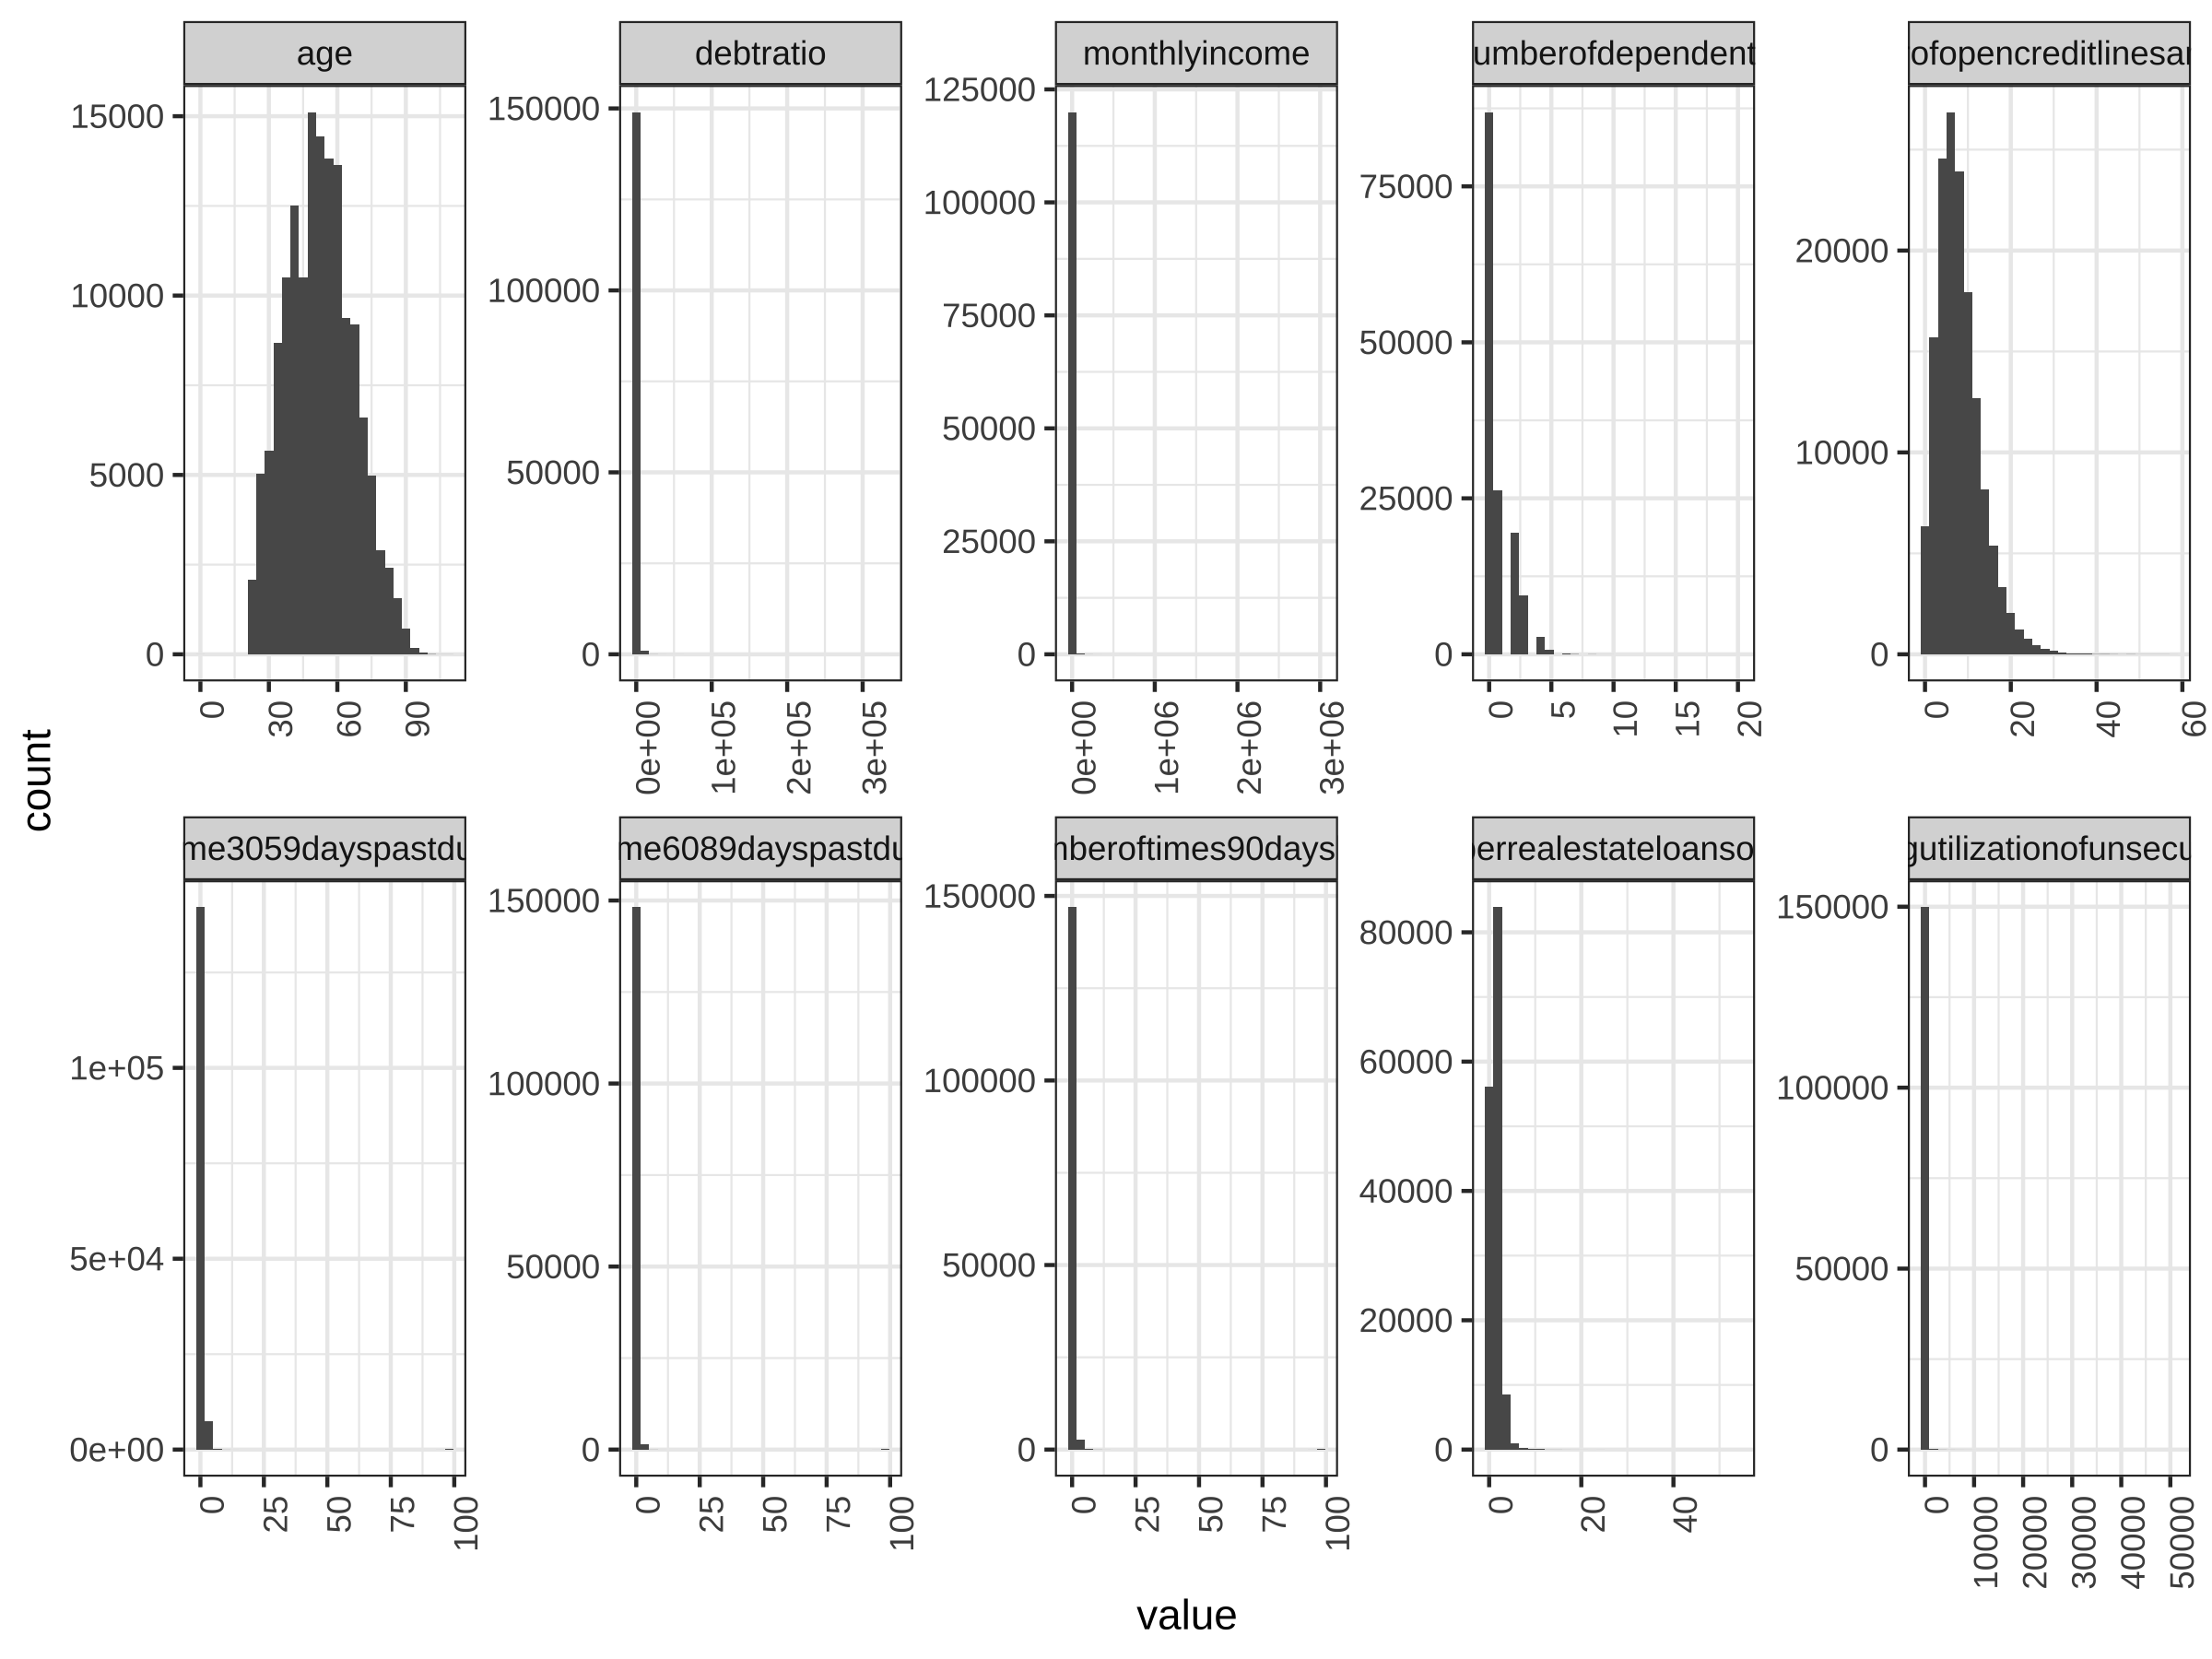 age
debtratio
monthlyincome
umberofdependent
ofopencreditlinesa
15000
10000
5000
0
150000
100000
50000
0
125000
100000
75000
50000
25000
0
75000
50000
25000
0
20000
10000
0
0 30 60 90
0e+00 1e+05 2e+05 3e+05
0e+00 1e+06 2e+06 3e+06
0 5 10 15 20
0 20 40 60
count
me3059dayspastdu
me6089dayspastdu
nberoftimes90days
errealestateloanso
gutilizationofunsecu
1e+05
5e+04
0e+00
150000
100000
50000
0
150000
100000
50000
0
80000
60000
40000
20000
0
150000
100000
50000
0
0 25 50 75 100
0 25 50 75 100
0 25 50 75 100
0 20 40
0 10000 20000 30000 40000 50000
value